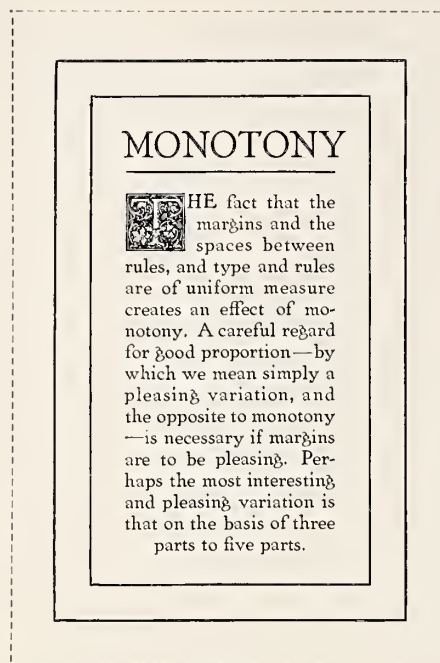 MONOTONY
THE fact that the
margins and the
spaces between
rules, and type and rules
are of uniform measure
creates an effect of mo-
notony. A careful regard
for good proportion—by
which we mean simply a
pleasing variation, and
the opposite to monotony
—is necessary if margins
are to be pleasing. Per-
haps the most interesting
and pleasing variation is
that on the basis of three
parts to five parts.